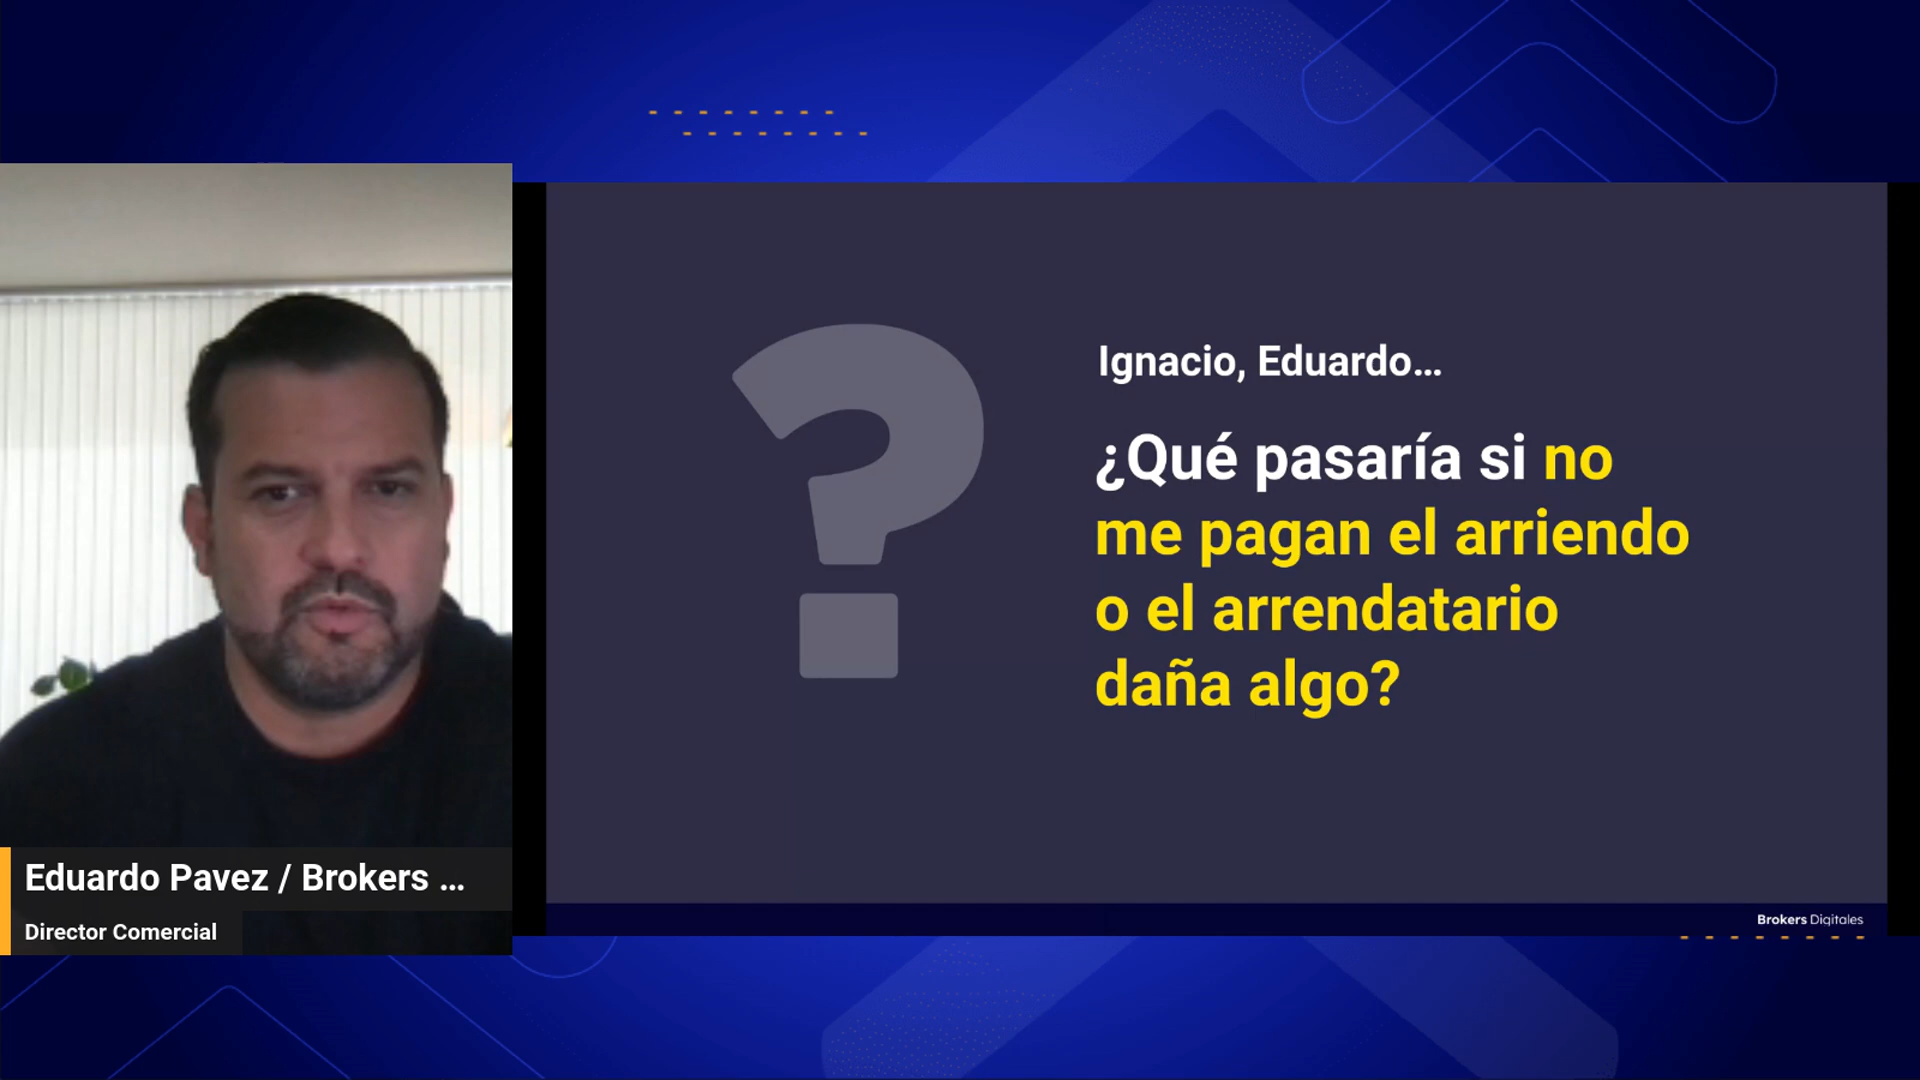 Ignacio, Eduardo...
¿Qué pasaría si no
me pagan el arriendo
o el arrendatario
daña algo?
Eduardo Pavez / Brokers ...
Director Comercial
Brokers Digitales